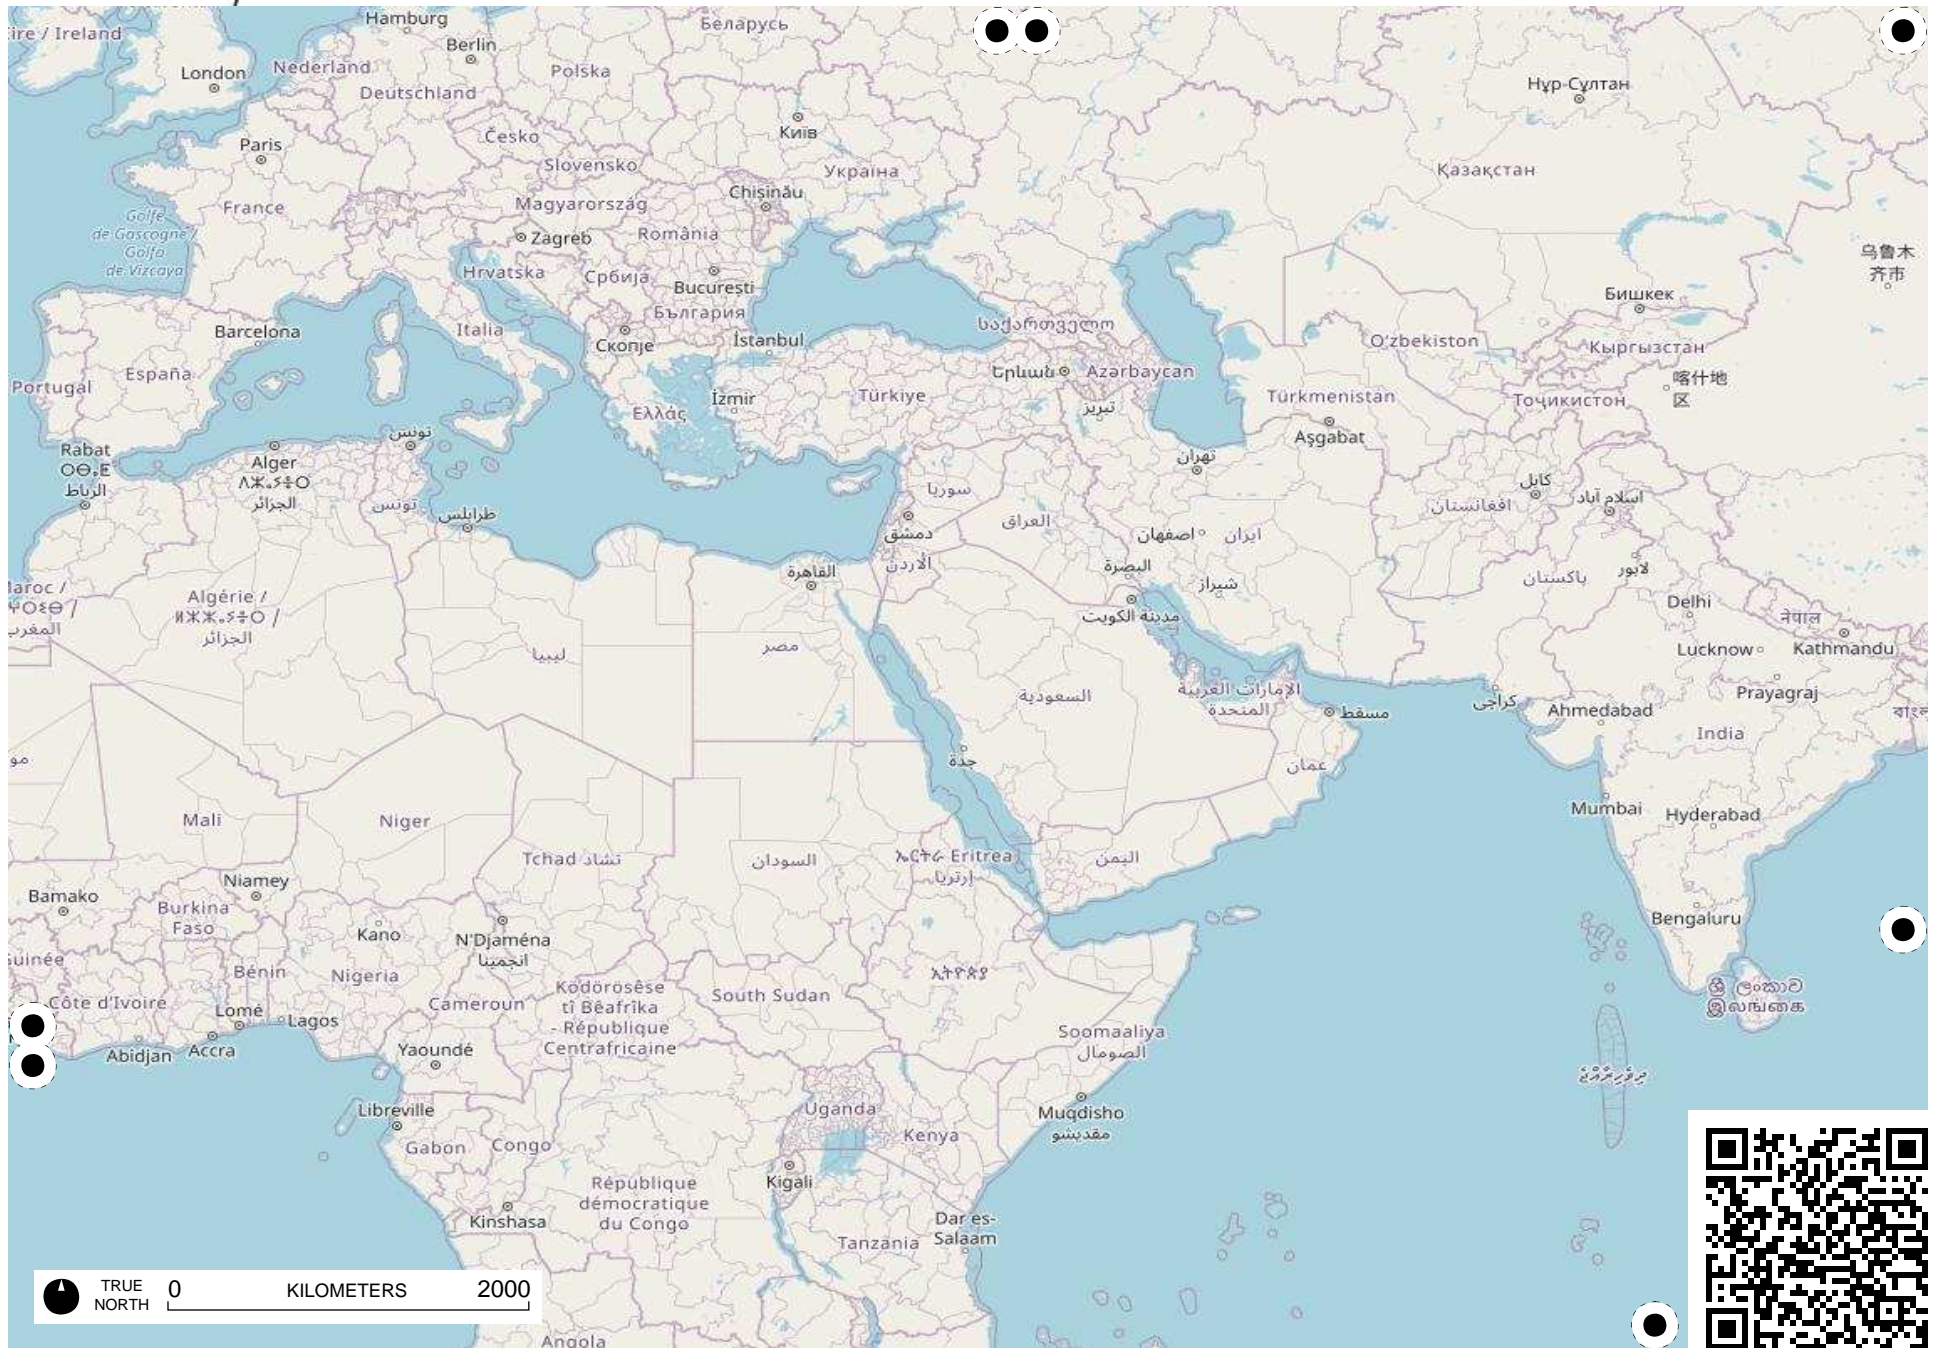 Hamburg
Беларусь
Éire / Ireland
Berlin
Nederland
Polska
London
Deutschland
Нұр-Сұлтан
Česko
Київ
Paris
Slovensko
Україна
Қазақстан
Chișinău
Magyarország
France
Golfe
de Gascogne /
Golfo
de Vizcaya
România
Zagreb
乌鲁木
齐市
Hrvatska
Србија
București
Бишкек
България
Barcelona
Italia
Скопје
İstanbul
საქართველო
O'zbekiston
Кыргызстан
España
Portugal
Երևան
Azərbaycan
喀什地
区
Türkiye
İzmir
Ελλάς
تبریز
Türkmenistan
Тоҷикистон
تونس
Aşgabat
Rabat
ⵔⴱⴰⵟ
الرباط
Alger
ⴷⵣⴰⵢⵔ
الجزائر
تهران
كابل
سوريا
تونس
طرابلس
افغانستان
اسلام آباد
العراق
دمشق
اصفهان
ایران
الأردن
القاهرة
البصرة
شیراز
لاہور
پاکستان
مدينة الكويت
Delhi
नेपाल
Algérie /
الجزائر
المغرب
مصر
ليبيا
Lucknow
Kathmandu
السعودية
الإمارات العربية
المتحدة
Prayagraj
كراچى
Ahmedabad
مسقط
India
جدة
عمان
Mali
Niger
Mumbai
Hyderabad
Tchad تشاد
السودان
ኤርትራ Eritrea
إرتريا
اليمن
Niamey
Bamako
Burkina
Faso
Bengaluru
Kano
N'Djaména
انجمينا
Bénin
Nigeria
ኢትዮጵያ
Côte d'Ivoire
Cameroun
Ködörösêse
tî Bêafrîka
- République
Centrafricaine
South Sudan
ශ්‍රී ලංකාව
இலங்கை
Lomé
Lagos
Abidjan
Accra
Yaoundé
Soomaaliya
الصومال
ދިވެހިރާއްޖެ
Libreville
Uganda
Muqdisho
مقديشو
Gabon
Congo
Kenya
Kigali
République
démocratique
du Congo
Kinshasa
Dar es-
Salaam
Tanzania
TRUE
NORTH
0
KILOMETERS
2000
Angola